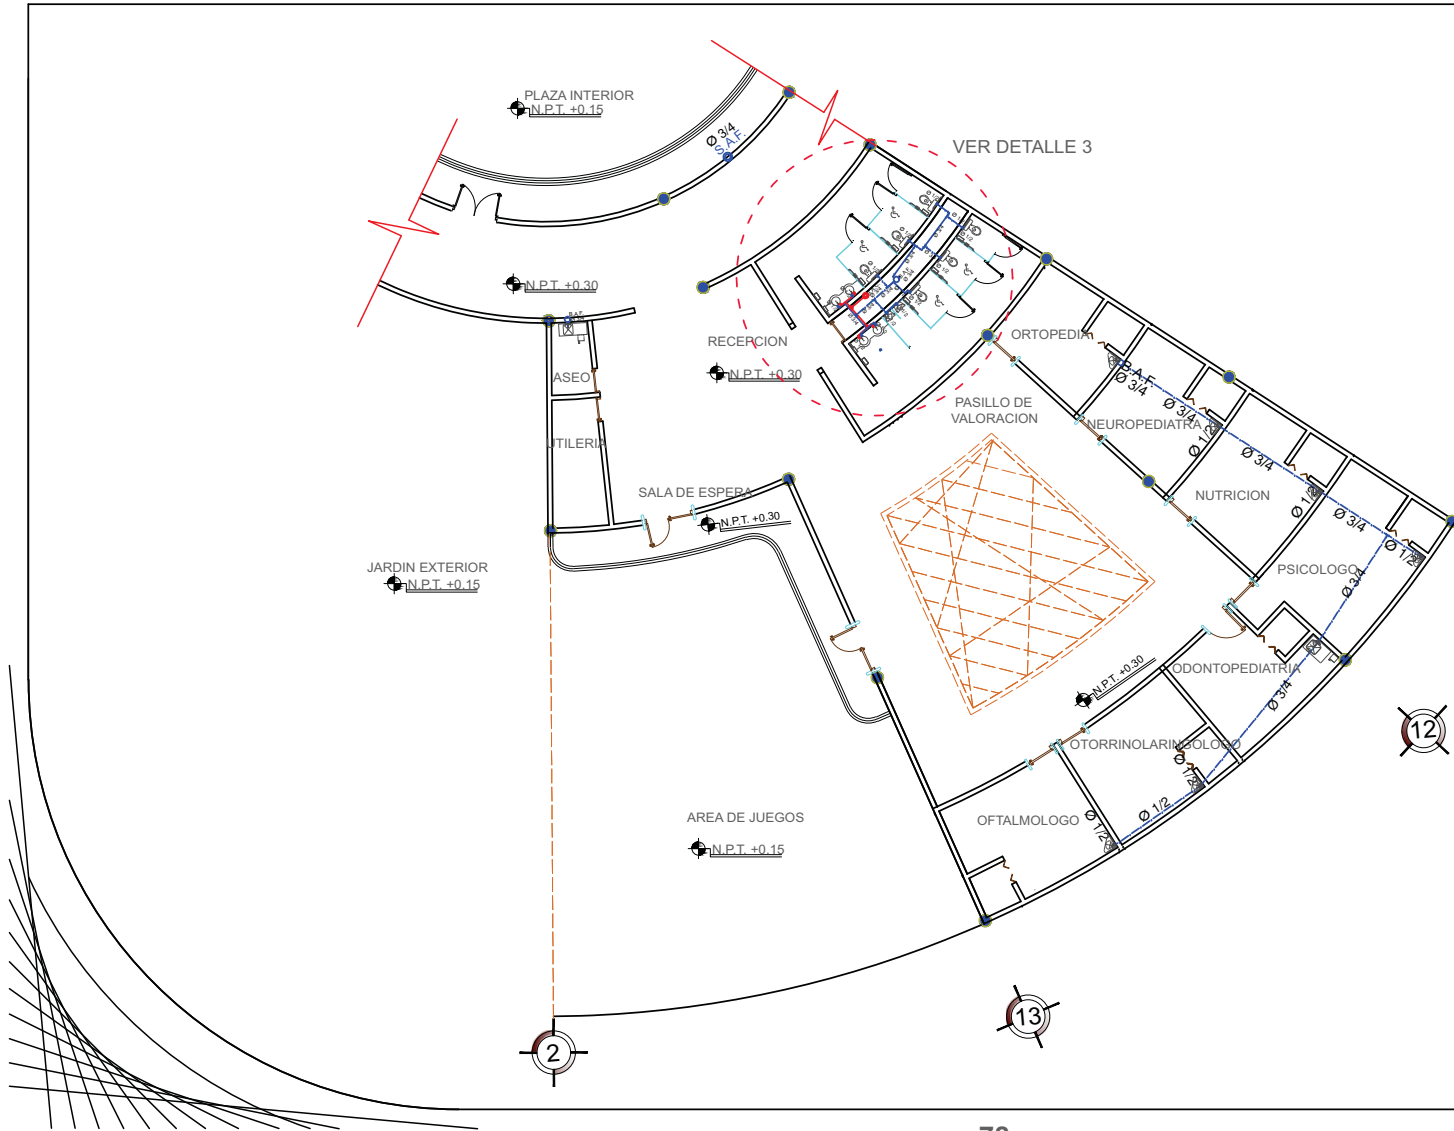 PLAZA INTERIOR
N.P.T. +0.15
Ø 3/4
S.A.F.
VER DETALLE 3
N.P.T. +0.30
B.A.F.
RECEPCION
N.P.T. +0.30
ASEO
UTILERIA
ORTOPEDIA
B.A.F.
Ø 3/4
Ø 3/4
PASILLO DE
VALORACION
NEUROPEDIATRA
Ø 1/2
Ø 3/4
NUTRICION
Ø 1/2
Ø 3/4
Ø 1/2
SALA DE ESPERA
N.P.T. +0.30
JARDIN EXTERIOR
N.P.T. +0.15
PSICOLOGO
Ø 3/4
ODONTOPEDIATRIA
Ø 3/4
N.P.T. +0.30
OTORRINOLARINGOLOGO
Ø 1/2
Ø 1/2
OFTALMOLOGO
Ø 1/2
AREA DE JUEGOS
N.P.T. +0.15
12
13
2